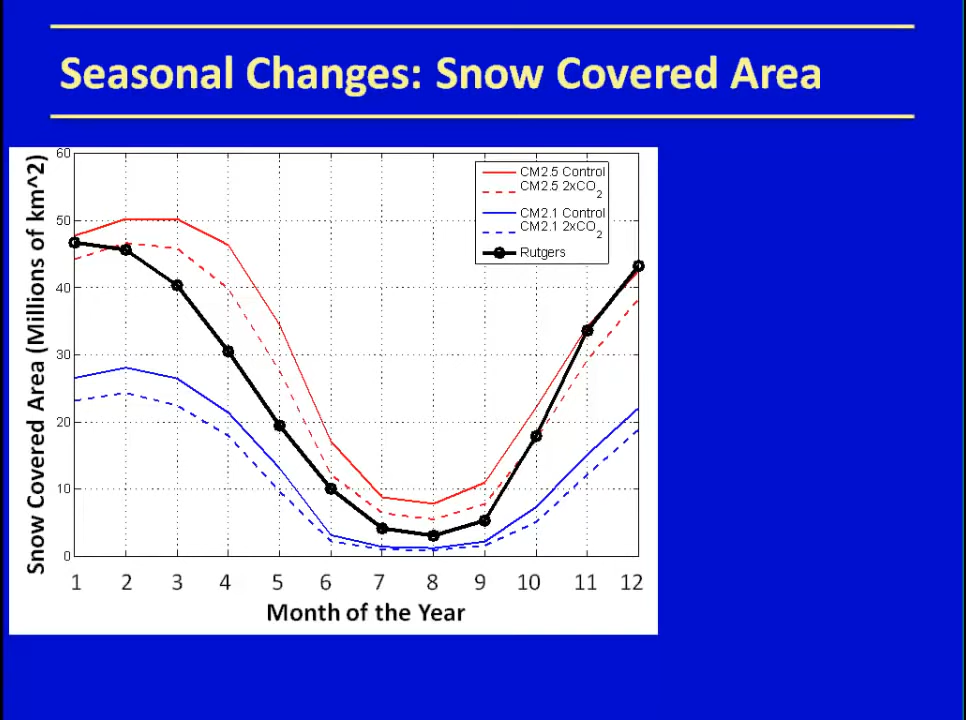 Seasonal Changes: Snow Covered Area
Snow Covered Area (Millions of km^2)
60
50
40
30
20
10
0
CM2.5 Control
CM2.5 2xCO2
CM2.1 Control
CM2.1 2xCO2
Rutgers
1 2 3 4 5 6 7 8 9 10 11 12
Month of the Year